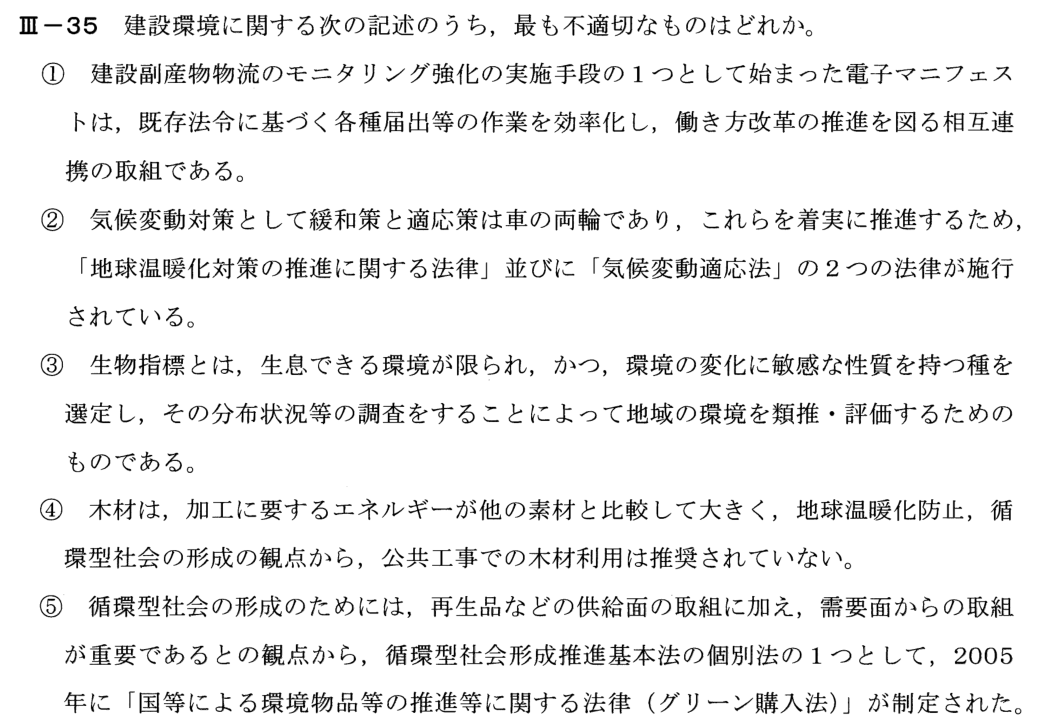 Ⅲ－35　建設環境に関する次の記述のうち，最も不適切なものはどれか。
①　建設副産物物流のモニタリング強化の実施手段の１つとして始まった電子マニフェス
トは，既存法令に基づく各種届出等の作業を効率化し，働き方改革の推進を図る相互連
携の取組である。
②　気候変動対策として緩和策と適応策は車の両輪であり，これらを着実に推進するため，
「地球温暖化対策の推進に関する法律」並びに「気候変動適応法」の２つの法律が施行
されている。
③　生物指標とは，生息できる環境が限られ，かつ，環境の変化に敏感な性質を持つ種を
選定し，その分布状況等の調査をすることによって地域の環境を類推・評価するための
ものである。
④　木材は，加工に要するエネルギーが他の素材と比較して大きく，地球温暖化防止，循
環型社会の形成の観点から，公共工事での木材利用は推奨されていない。
⑤　循環型社会の形成のためには，再生品などの供給面の取組に加え，需要面からの取組
が重要であるとの観点から，循環型社会形成推進基本法の個別法の１つとして，2005
年に「国等による環境物品等の推進等に関する法律（グリーン購入法）」が制定された。